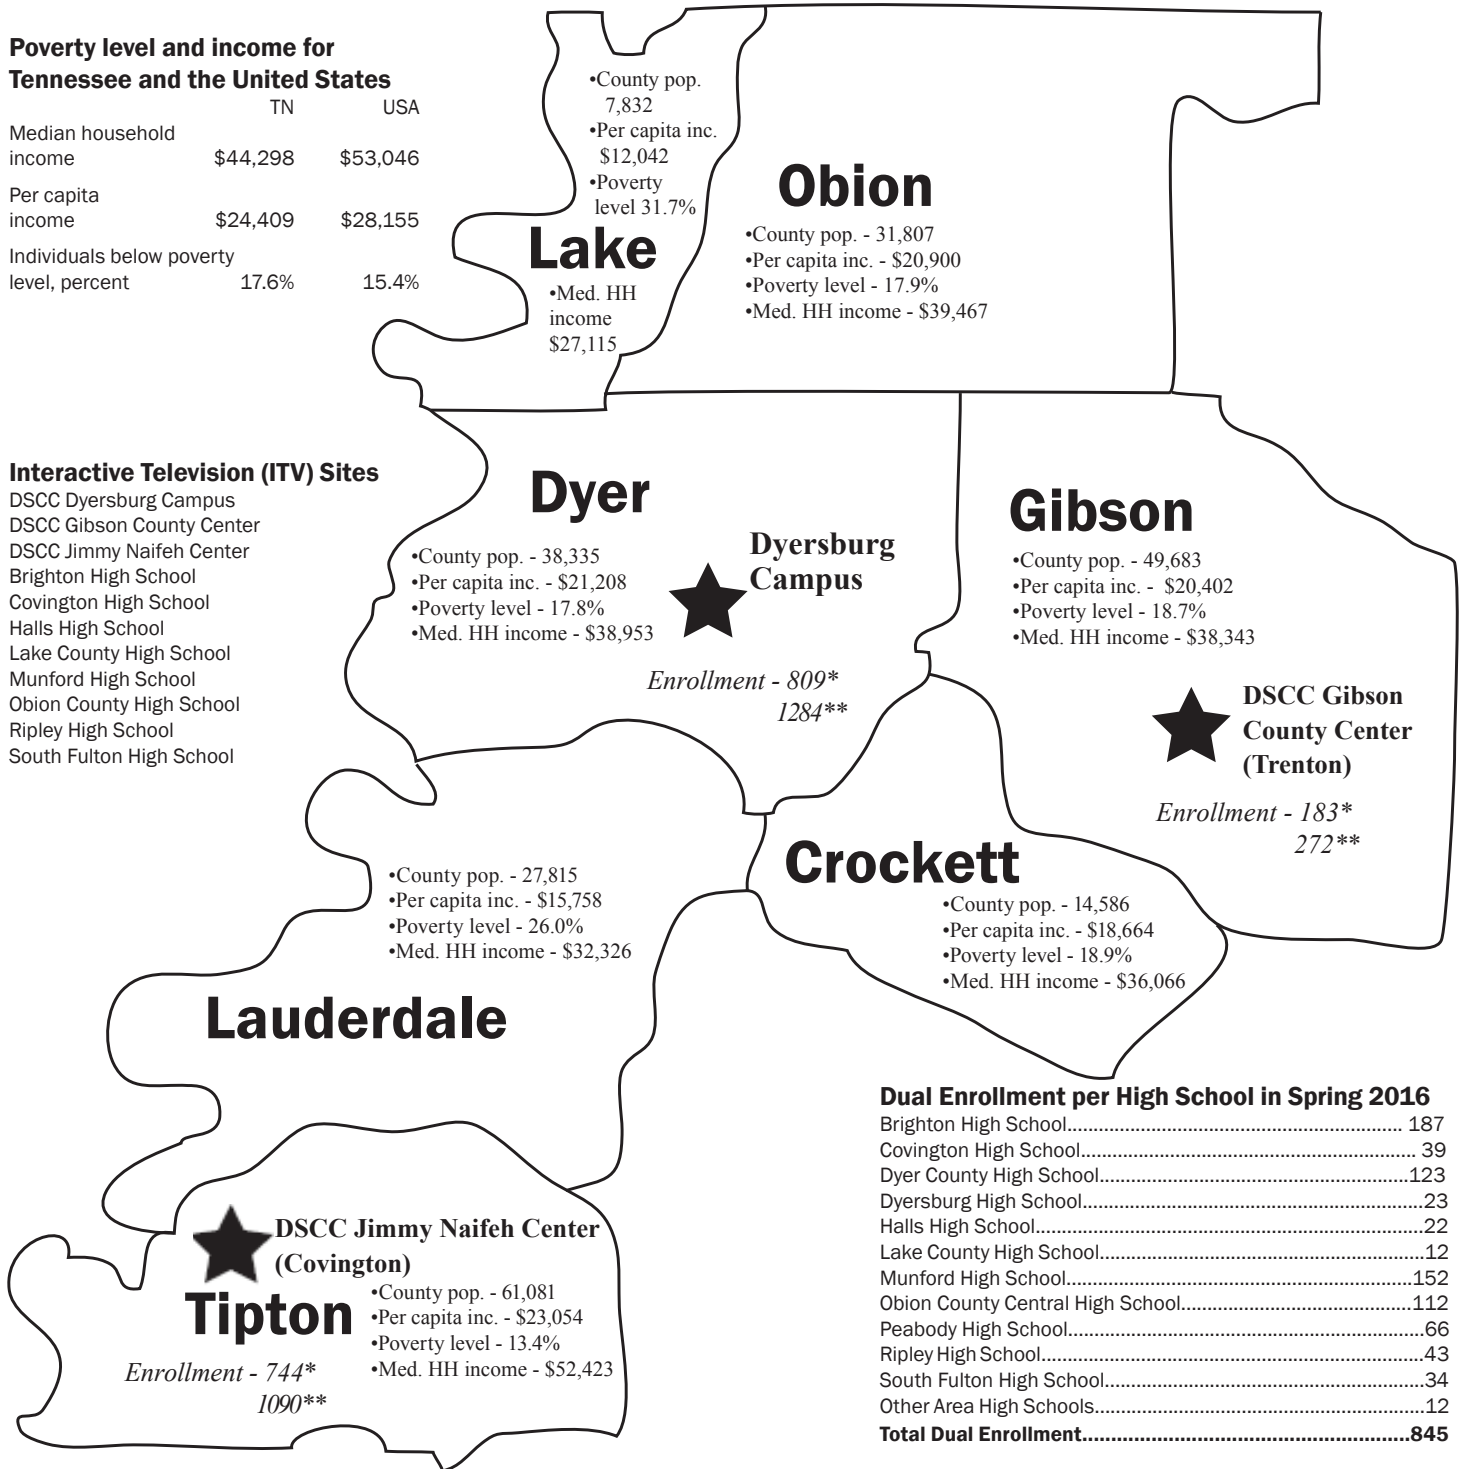 Poverty level and income for
Tennessee and the United States
TN USA
Median household
income $44,298 $53,046
Per capita
income $24,409 $28,155
Individuals below poverty
level, percent 17.6% 15.4%
•County pop.
7,832
•Per capita inc.
$12,042
•Poverty
level 31.7%
Lake
•Med. HH
income
$27,115
Obion
•County pop. - 31,807
•Per capita inc. - $20,900
•Poverty level - 17.9%
•Med. HH income - $39,467
Interactive Television (ITV) Sites
DSCC Dyersburg Campus
DSCC Gibson County Center
DSCC Jimmy Naifeh Center
Brighton High School
Covington High School
Halls High School
Lake County High School
Munford High School
Obion County High School
Ripley High School
South Fulton High School
Dyer
•County pop. - 38,335
•Per capita inc. - $21,208
•Poverty level - 17.8%
•Med. HH income - $38,953
Dyersburg
Campus
Enrollment - 809*
1284**
Gibson
•County pop. - 49,683
•Per capita inc. - $20,402
•Poverty level - 18.7%
•Med. HH income - $38,343
DSCC Gibson
County Center
(Trenton)
Enrollment - 183*
272**
•County pop. - 27,815
•Per capita inc. - $15,758
•Poverty level - 26.0%
•Med. HH income - $32,326
Lauderdale
Crockett
•County pop. - 14,586
•Per capita inc. - $18,664
•Poverty level - 18.9%
•Med. HH income - $36,066
DSCC Jimmy Naifeh Center
(Covington)
Tipton
•County pop. - 61,081
•Per capita inc. - $23,054
•Poverty level - 13.4%
•Med. HH income - $52,423
Enrollment - 744*
1090**
Dual Enrollment per High School in Spring 2016
Brighton High School..................................................... 187
Covington High School..................................................... 39
Dyer County High School.................................................123
Dyersburg High School......................................................23
Halls High School..............................................................22
Lake County High School....................................................12
Munford High School.......................................................152
Obion County Central High School.....................................112
Peabody High School.........................................................66
Ripley High School.............................................................43
South Fulton High School...................................................34
Other Area High Schools.....................................................12
Total Dual Enrollment......................................................845